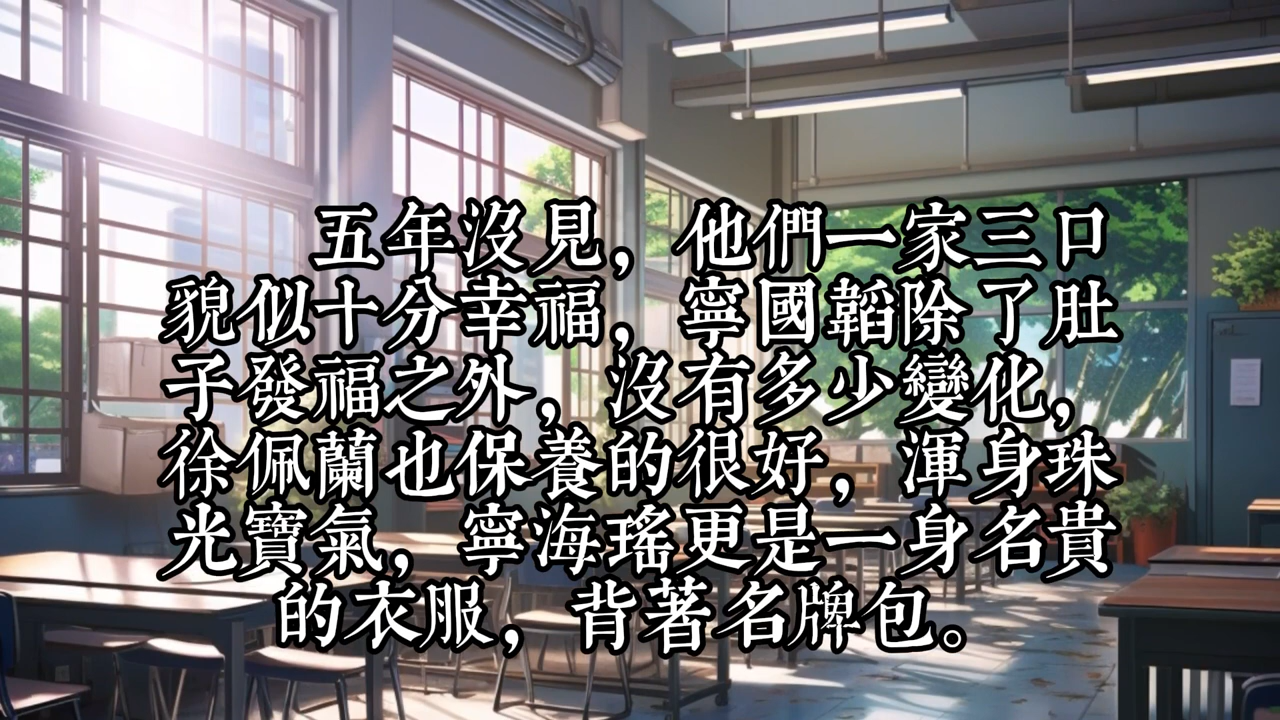 五年沒見，他們一家三口
貌似十分幸福，寧國韜除了肚
子發福之外，沒有多少變化，
徐佩蘭也保養的很好，渾身珠
光寶氣，寧海瑤更是一身名貴
的衣服，背著名牌包。